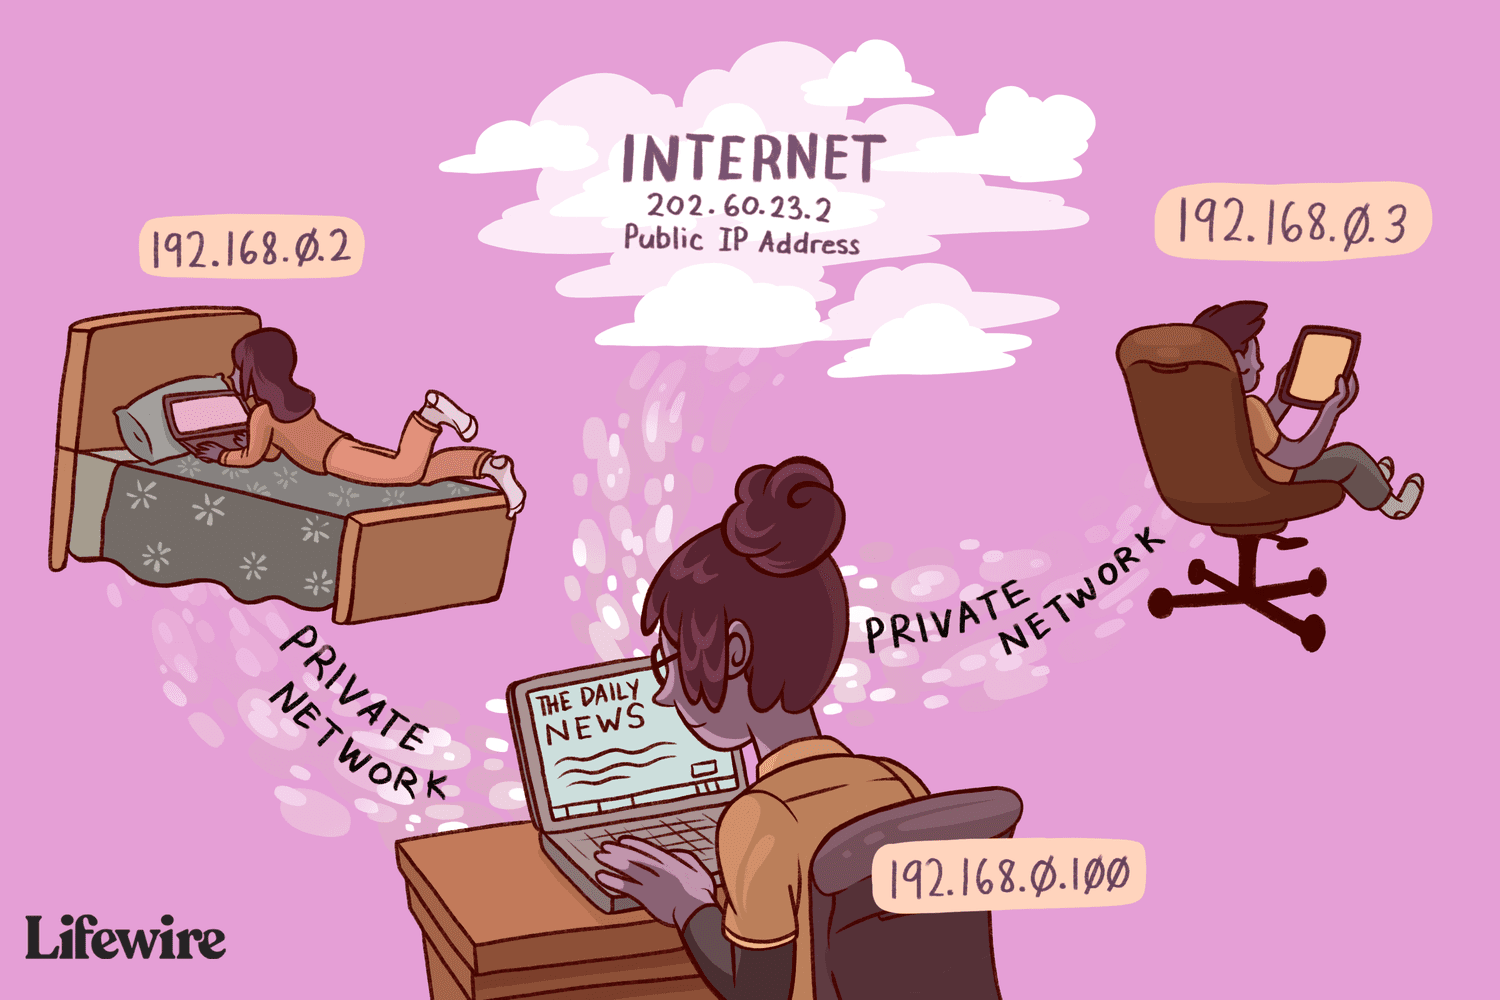 INTERNET
202.60.23.2
Public IP Address
192.168.0.2
192.168.0.3
PRIVATE
NETWORK
PRIVATE
NETWORK
THE DAILY
NEWS
192.168.0.100
Lifewire